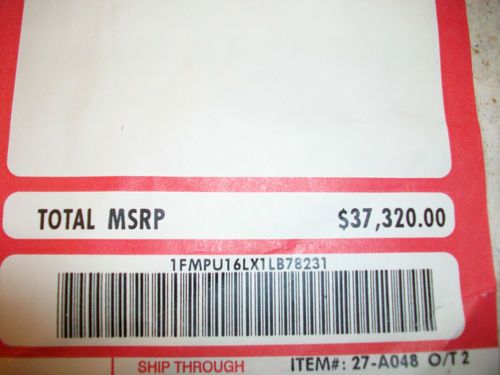 TOTAL MSRP $37,320.00
1FMPU16LX1LB78231
SHIP THROUGH ITEM#: 27-A048 O/T 2